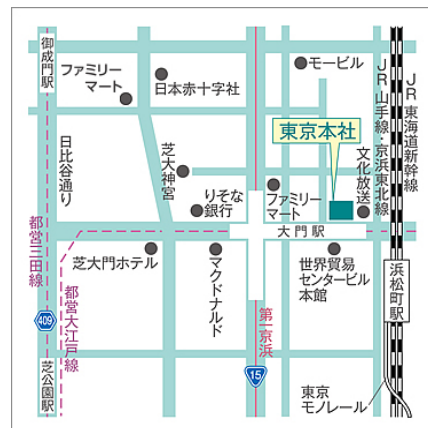 御成門駅
ファミリー
マート
日本赤十字社
モービル
JR 山手線・京浜東北線
JR 東海道新幹線
東京本社
文化放送
日比谷通り
芝大神宮
りそな
銀行
ファミリー
マート
大門駅
都営三田線
芝大門ホテル
マクドナルド
世界貿易
センタービル
本館
浜松町駅
都営大江戸線
第一京浜
409
15
芝公園駅
東京
モノレール